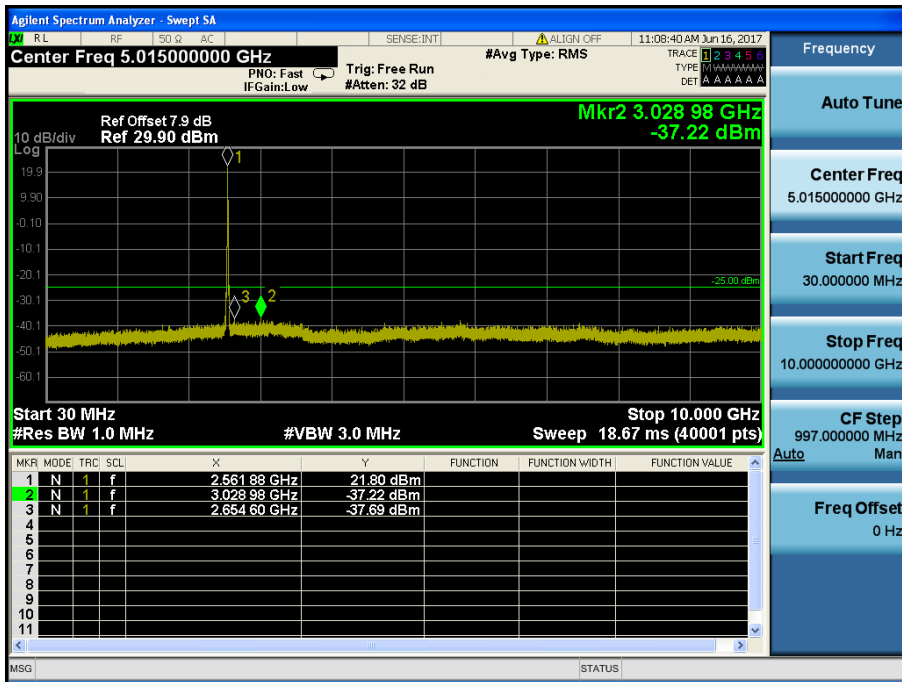 Agilent Spectrum Analyzer - Swept SA
LXI RL RF 50 Ω AC SENSE:INT ALIGN OFF 11:08:40 AM Jun 16, 2017
Center Freq 5.015000000 GHz
#Avg Type: RMS
TRACE 1 2 3 4 5 6
TYPE M WWWWW
DET A A A A A A
PNO: Fast
IFGain:Low
Trig: Free Run
#Atten: 32 dB
Mkr2 3.028 98 GHz
-37.22 dBm
Ref Offset 7.9 dB
10 dB/div Ref 29.90 dBm
Log
1
19.9
9.90
-0.10
-10.1
-20.1
-25.00 dBm
3 2
-30.1
-40.1
-50.1
-60.1
Start 30 MHz Stop 10.000 GHz
#Res BW 1.0 MHz #VBW 3.0 MHz Sweep 18.67 ms (40001 pts)
MKR MODE TRC SCL X Y FUNCTION FUNCTION WIDTH FUNCTION VALUE
1 N 1 f 2.561 88 GHz 21.80 dBm
2 N 1 f 3.028 98 GHz -37.22 dBm
3 N 1 f 2.654 60 GHz -37.69 dBm
4
5
6
7
8
9
10
11
MSG STATUS
Frequency
Auto Tune
Center Freq
5.015000000 GHz
Start Freq
30.000000 MHz
Stop Freq
10.000000000 GHz
CF Step
997.000000 MHz
Auto Man
Freq Offset
0 Hz